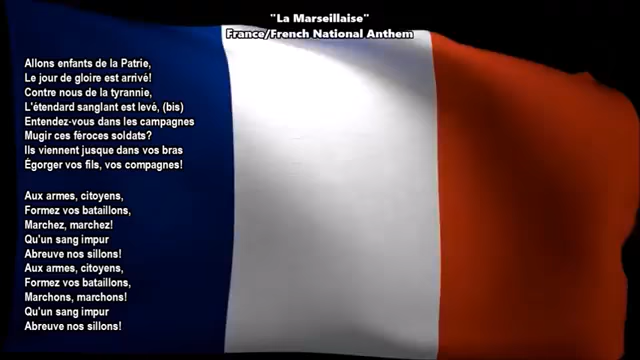 "La Marseillaise"
France/French National Anthem
Allons enfants de la Patrie,
Le jour de gloire est arrivé!
Contre nous de la tyrannie,
L'étendard sanglant est levé, (bis)
Entendez-vous dans les campagnes
Mugir ces féroces soldats?
Ils viennent jusque dans vos bras
Égorger vos fils, vos compagnes!
Aux armes, citoyens,
Formez vos bataillons,
Marchez, marchez!
Qu'un sang impur
Abreuve nos sillons!
Aux armes, citoyens,
Formez vos bataillons,
Marchons, marchons!
Qu'un sang impur
Abreuve nos sillons!